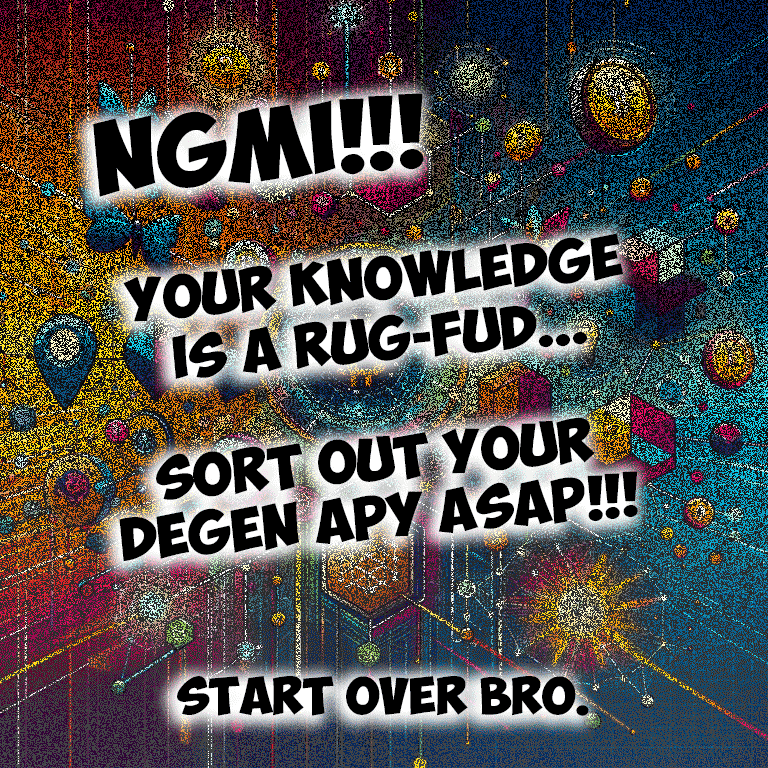 NGMI!!!
YOUR KNOWLEDGE
IS A RUG-FUD...
SORT OUT YOUR
DEGEN APY ASAP!!!
START OVER BRO.